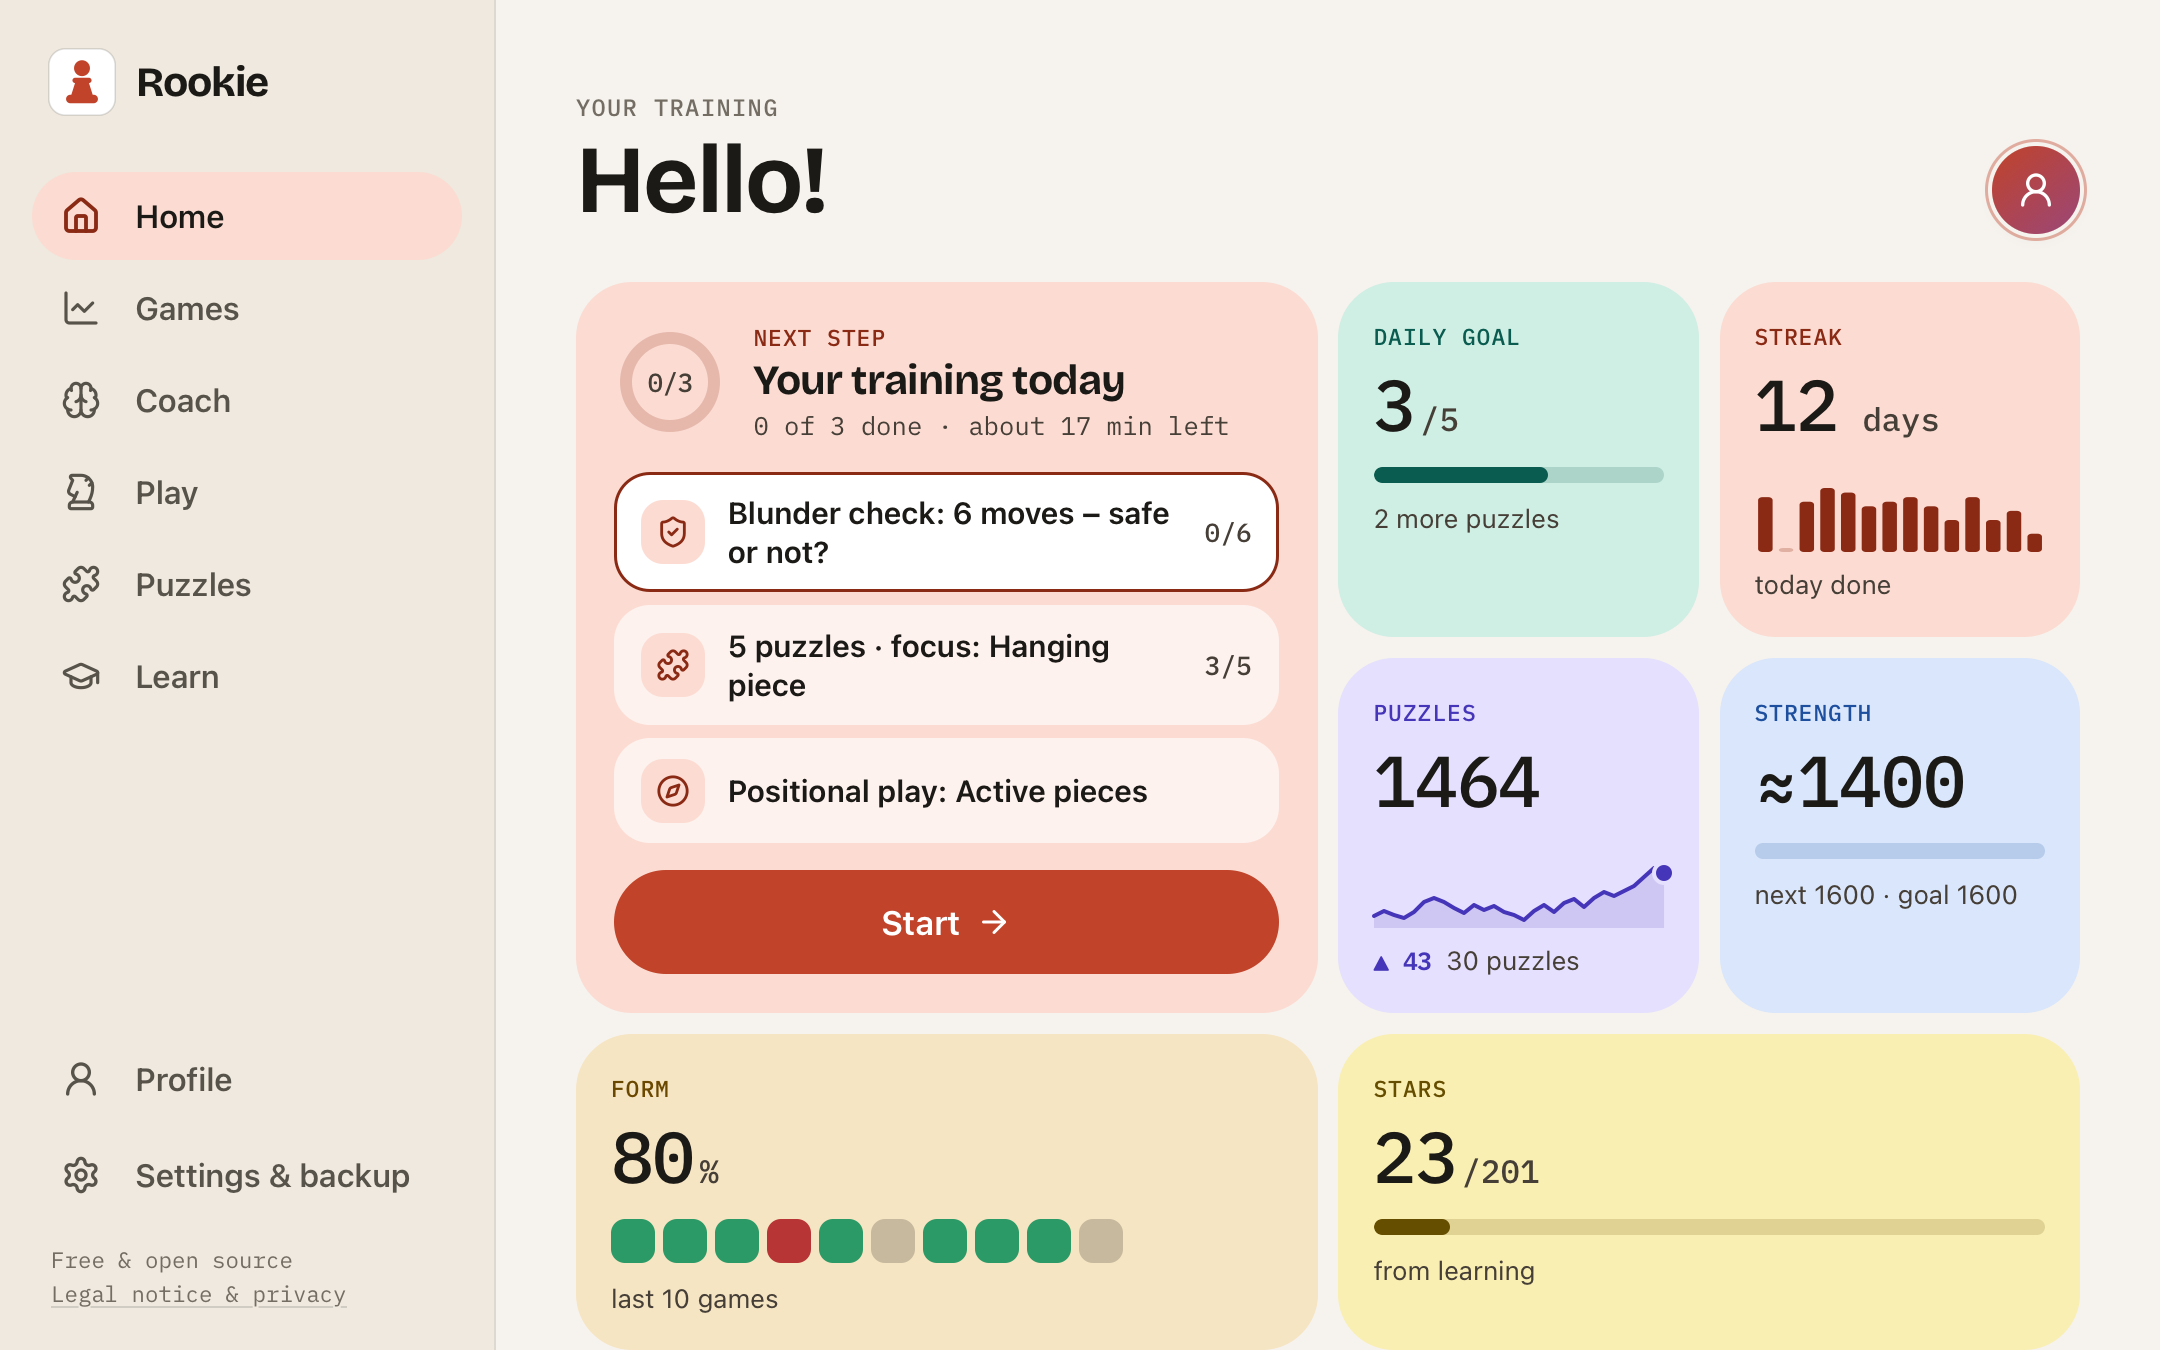 Rookie
Home
Games
Coach
Play
Puzzles
Learn
Profile
Settings & backup
Free & open source
Legal notice & privacy
YOUR TRAINING
Hello!
0/3
NEXT STEP
Your training today
0 of 3 done · about 17 min left
Blunder check: 6 moves – safe
or not?
0/6
5 puzzles · focus: Hanging
piece
3/5
Positional play: Active pieces
Start
DAILY GOAL
3/5
2 more puzzles
STREAK
12 days
today done
PUZZLES
1464
▲ 43 30 puzzles
STRENGTH
≈1400
next 1600 · goal 1600
FORM
80%
last 10 games
STARS
23/201
from learning